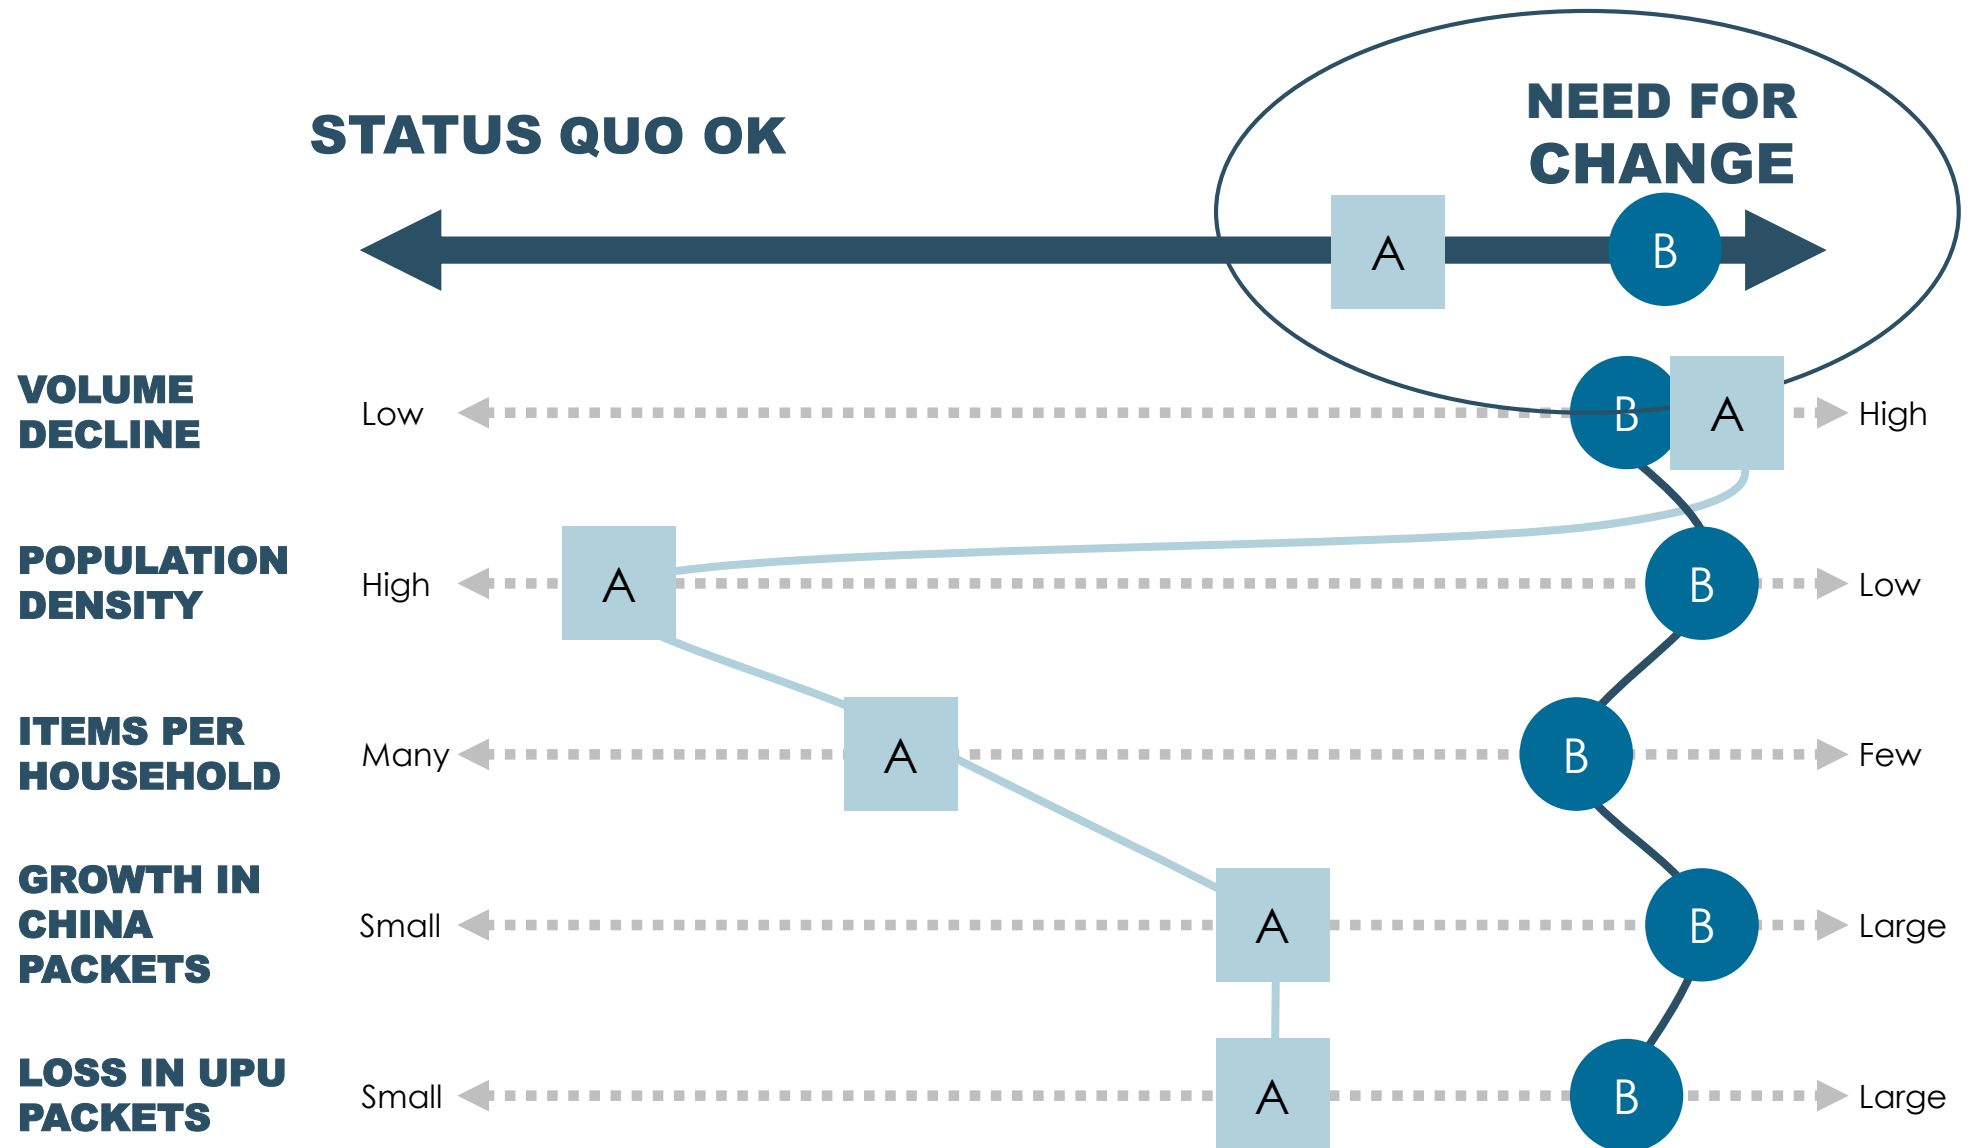 STATUS QUO OK
NEED FOR
CHANGE
A
B
VOLUME
DECLINE
Low
B
A
High
POPULATION
DENSITY
High
A
B
Low
ITEMS PER
HOUSEHOLD
Many
A
B
Few
GROWTH IN
CHINA
PACKETS
Small
A
B
Large
LOSS IN UPU
PACKETS
Small
A
B
Large